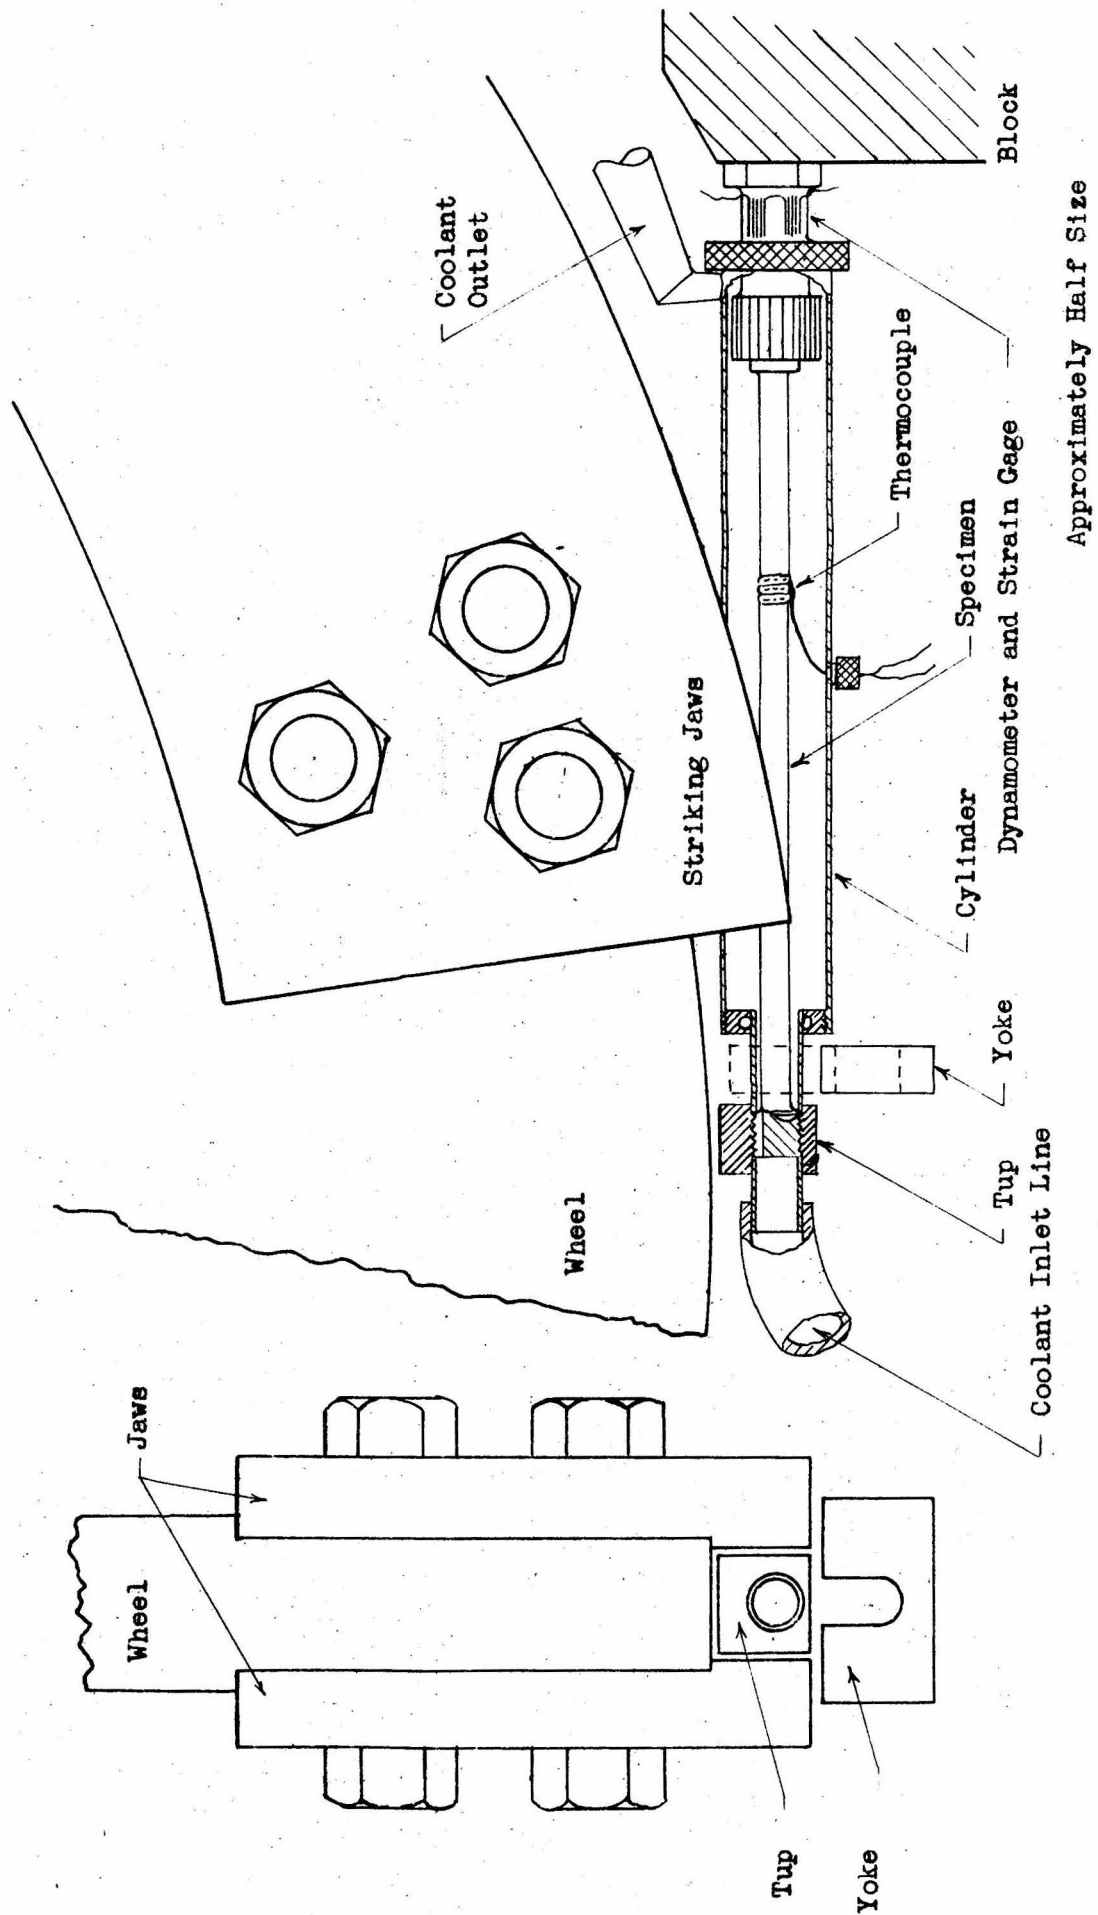 Wheel
Jaws
Tup
Yoke
Wheel
Striking Jaws
Coolant
Outlet
Block
Thermocouple
Specimen
Dynamometer and Strain Gage
Cylinder
Yoke
Tup
Coolant Inlet Line
Approximately Half Size